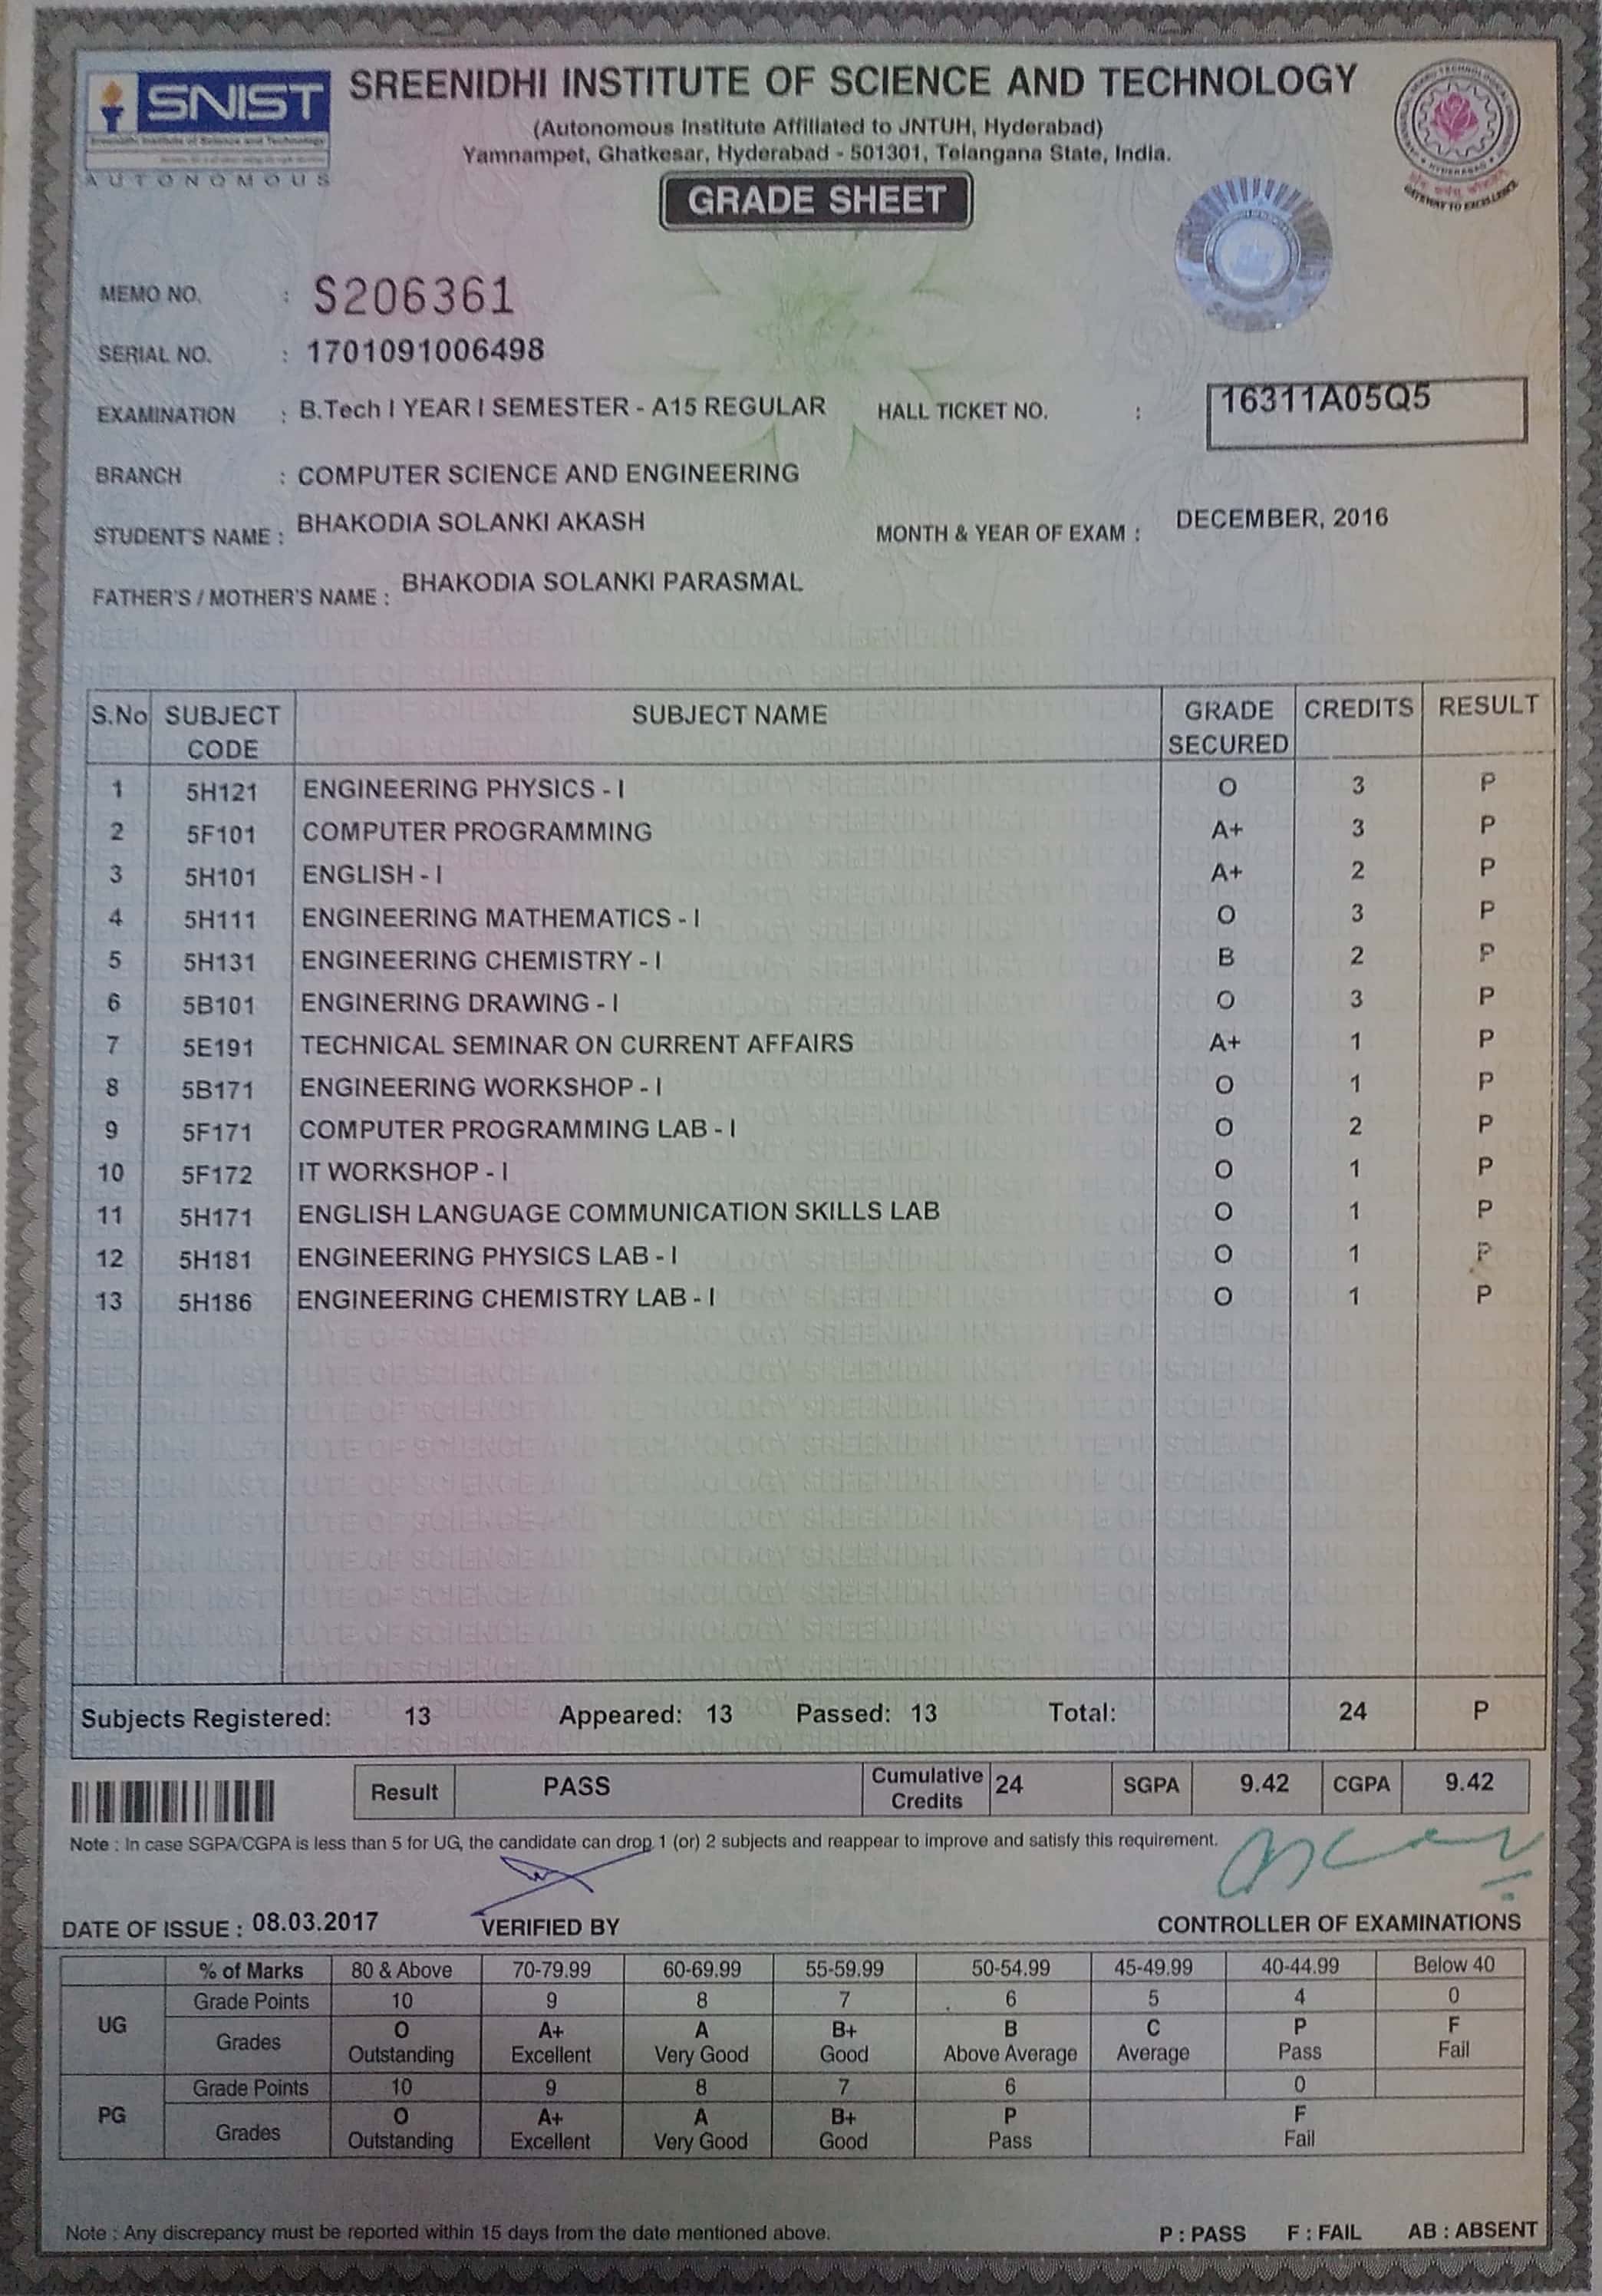 SNIST
Sreenidhi Institute of Science and Technology
AUTONOMOUS
SREENIDHI INSTITUTE OF SCIENCE AND TECHNOLOGY
(Autonomous Institute Affiliated to JNTUH, Hyderabad)
Yamnampet, Ghatkesar, Hyderabad - 501301, Telangana State, India.
GRADE SHEET
GATEWAY TO EXCELLENCE
MEMO NO. : S206361
SERIAL NO. : 1701091006498
EXAMINATION : B.Tech I YEAR I SEMESTER - A15 REGULAR HALL TICKET NO. : 16311A05Q5
BRANCH : COMPUTER SCIENCE AND ENGINEERING
STUDENT'S NAME : BHAKODIA SOLANKI AKASH MONTH & YEAR OF EXAM : DECEMBER, 2016
FATHER'S / MOTHER'S NAME : BHAKODIA SOLANKI PARASMAL
S.No SUBJECT CODE SUBJECT NAME GRADE SECURED CREDITS RESULT
1 5H121 ENGINEERING PHYSICS - I O 3 P
2 5F101 COMPUTER PROGRAMMING A+ 3 P
3 5H101 ENGLISH - I A+ 2 P
4 5H111 ENGINEERING MATHEMATICS - I O 3 P
5 5H131 ENGINEERING CHEMISTRY - I B 2 P
6 5B101 ENGINERING DRAWING - I O 3 P
7 5E191 TECHNICAL SEMINAR ON CURRENT AFFAIRS A+ 1 P
8 5B171 ENGINEERING WORKSHOP - I O 1 P
9 5F171 COMPUTER PROGRAMMING LAB - I O 2 P
10 5F172 IT WORKSHOP - I O 1 P
11 5H171 ENGLISH LANGUAGE COMMUNICATION SKILLS LAB O 1 P
12 5H181 ENGINEERING PHYSICS LAB - I O 1 P
13 5H186 ENGINEERING CHEMISTRY LAB - I O 1 P
Subjects Registered: 13 Appeared: 13 Passed: 13 Total: 24 P
Result PASS Cumulative Credits 24 SGPA 9.42 CGPA 9.42
Note : In case SGPA/CGPA is less than 5 for UG, the candidate can drop 1 (or) 2 subjects and reappear to improve and satisfy this requirement.
DATE OF ISSUE : 08.03.2017 VERIFIED BY CONTROLLER OF EXAMINATIONS
% of Marks 80 & Above 70-79.99 60-69.99 55-59.99 50-54.99 45-49.99 40-44.99 Below 40
UG Grade Points 10 9 8 7 6 5 4 0
Grades O A+ A B+ B C P F
Outstanding Excellent Very Good Good Above Average Average Pass Fail
PG Grade Points 10 9 8 7 6 0
Grades O A+ A B+ P F
Outstanding Excellent Very Good Good Pass Fail
Note : Any discrepancy must be reported within 15 days from the date mentioned above. P : PASS F : FAIL AB : ABSENT